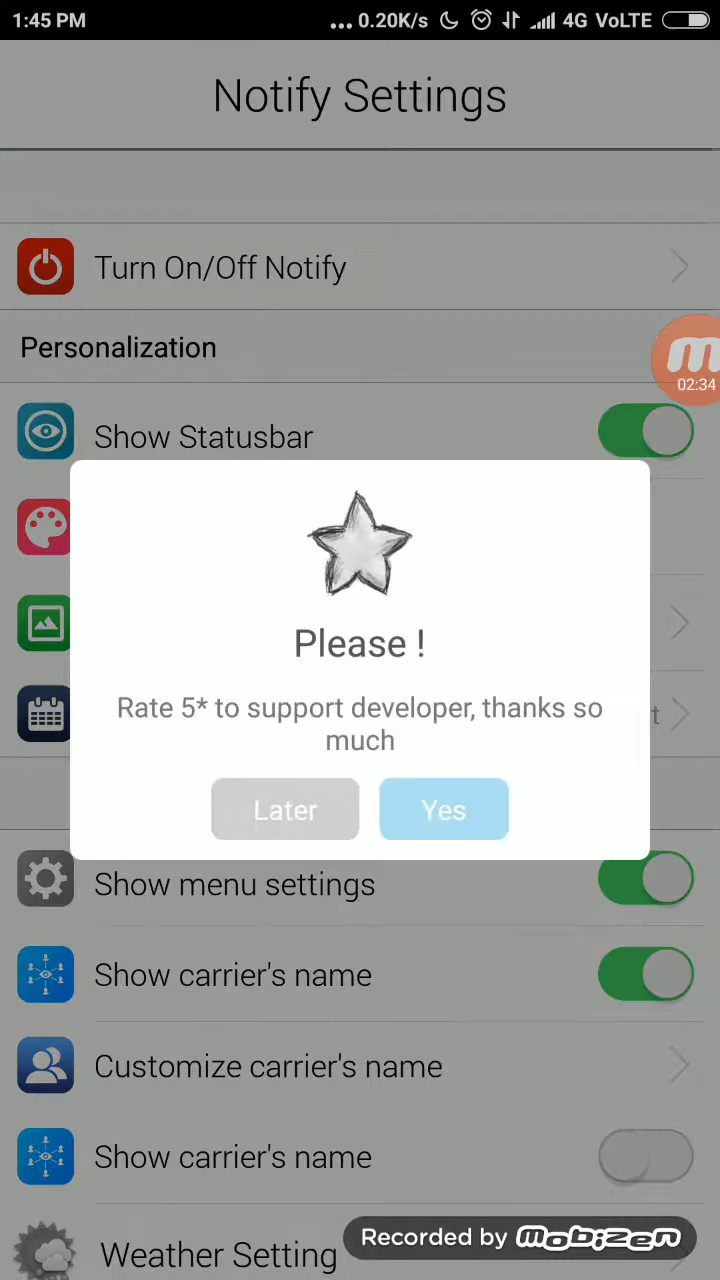 1:45 PM
... 0.20K/s 4G VoLTE
Notify Settings
Turn On/Off Notify
Personalization
02:34
Show Statusbar
Please !
Rate 5* to support developer, thanks so
much
t
Later Yes
Show menu settings
Show carrier's name
Customize carrier's name
Show carrier's name
Weather Setting
Recorded by mobizen